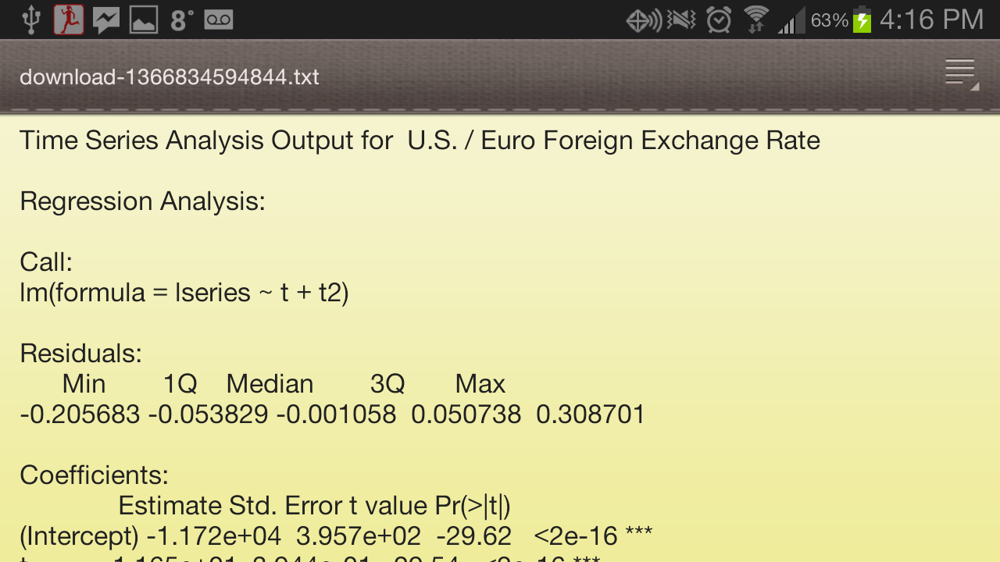 8°
63% 4:16 PM
download-1366834594844.txt
Time Series Analysis Output for U.S. / Euro Foreign Exchange Rate
Regression Analysis:
Call:
lm(formula = lseries ~ t + t2)
Residuals:
Min 1Q Median 3Q Max
-0.205683 -0.053829 -0.001058 0.050738 0.308701
Coefficients:
Estimate Std. Error t value Pr(>|t|)
(Intercept) -1.172e+04 3.957e+02 -29.62 <2e-16 ***